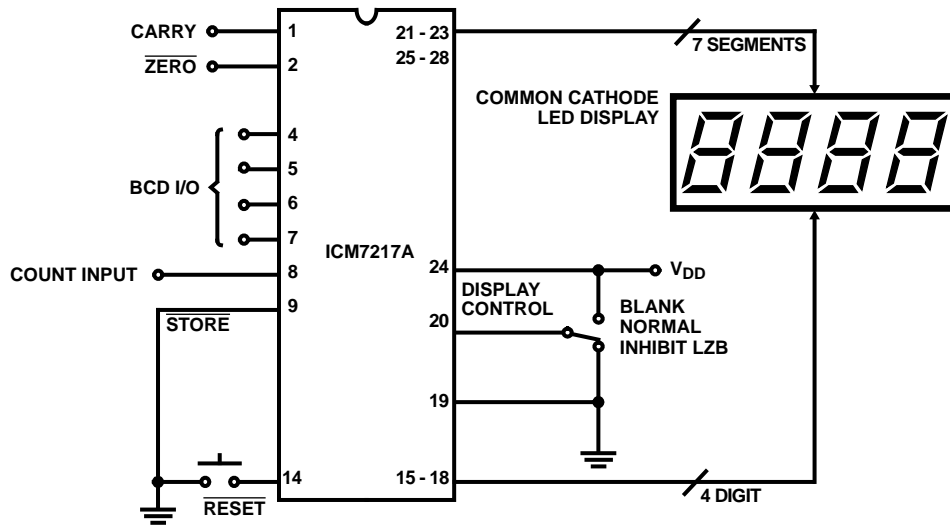 CARRY
1
21 - 23
7 SEGMENTS
ZERO
2
25 - 28
COMMON CATHODE
LED DISPLAY
8888
4
5
BCD I/O
6
7
ICM7217A
COUNT INPUT
8
24
VDD
9
STORE
DISPLAY
CONTROL
20
BLANK
NORMAL
INHIBIT LZB
19
14
RESET
15 - 18
4 DIGIT